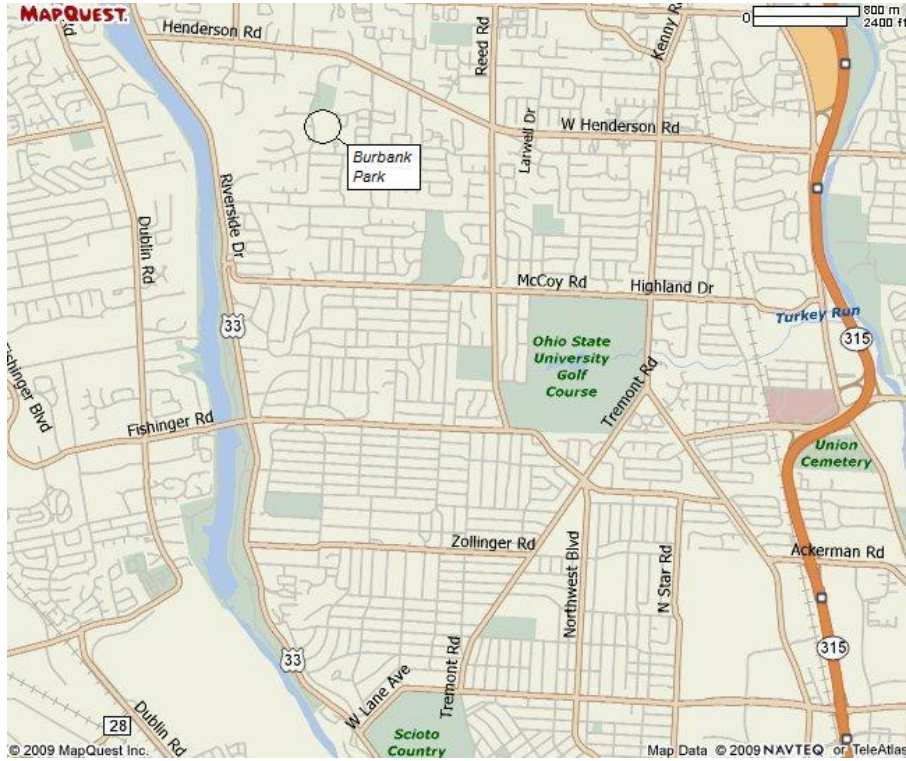 MAPQUEST.
Rd
Henderson Rd
Reed Rd
Kenny Rd
0
800 m
2400 ft
Larwell Dr
W Henderson Rd
Burbank
Park
Riverside Dr
Dublin Rd
McCoy Rd
Highland Dr
Turkey Run
33
315
Ohio State
University
Golf
Course
Tremont Rd
Fishinger Blvd
Fishinger Rd
Union
Cemetery
Zollinger Rd
Ackerman Rd
Northwest Blvd
N Star Rd
315
33
Tremont Rd
W Lane Ave
28
Dublin Rd
Scioto
Country
© 2009 MapQuest Inc.
Map Data © 2009 NAVTEQ or TeleAtlas